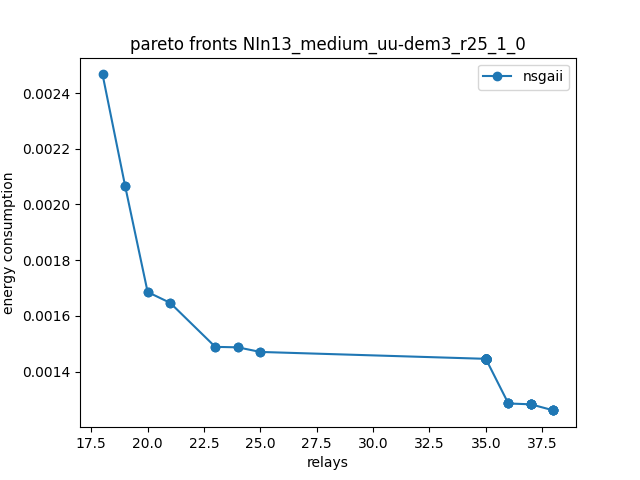 pareto fronts NIn13_medium_uu-dem3_r25_1_0
nsgaii
energy consumption
0.0024
0.0022
0.0020
0.0018
0.0016
0.0014
17.5 20.0 22.5 25.0 27.5 30.0 32.5 35.0 37.5
relays